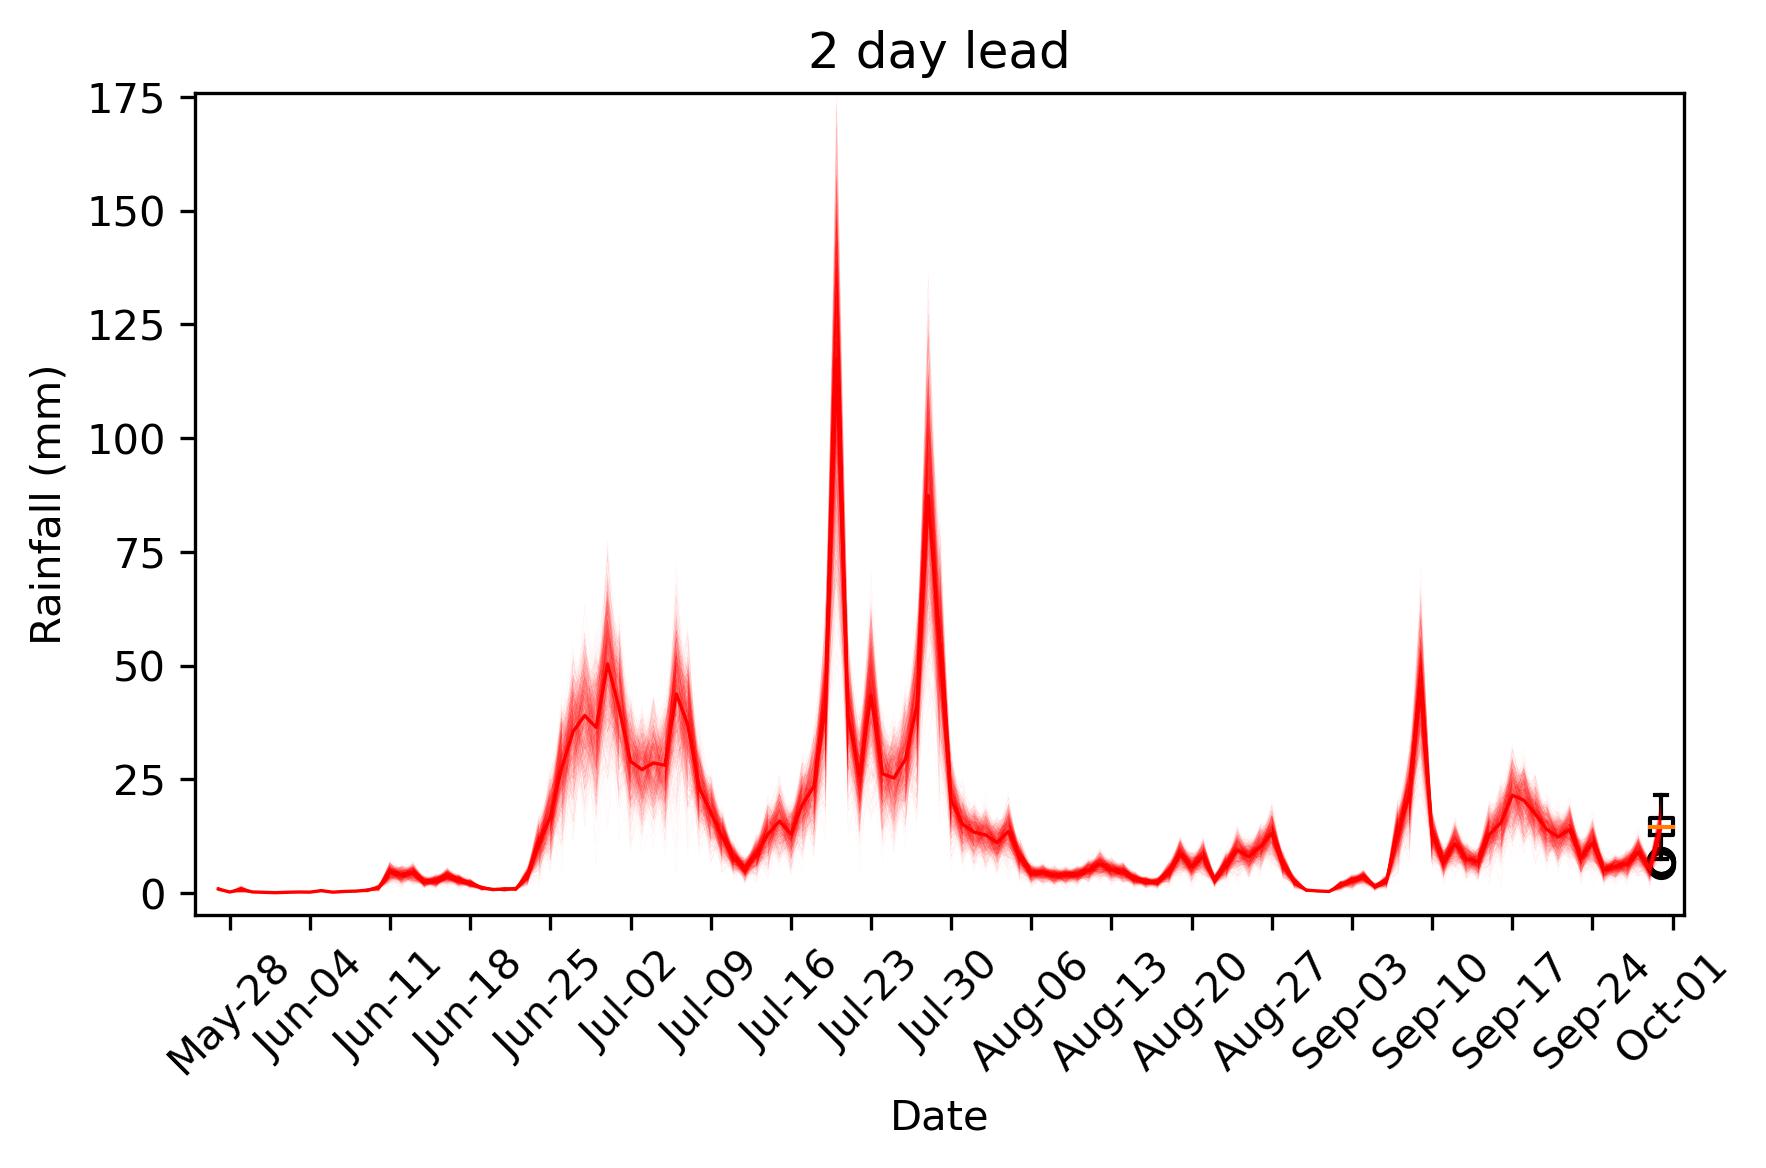 2 day lead
Rainfall (mm)
175
150
125
100
75
50
25
0
May-28
Jun-04
Jun-11
Jun-18
Jun-25
Jul-02
Jul-09
Jul-16
Jul-23
Jul-30
Aug-06
Aug-13
Aug-20
Aug-27
Sep-03
Sep-10
Sep-17
Sep-24
Oct-01
Date